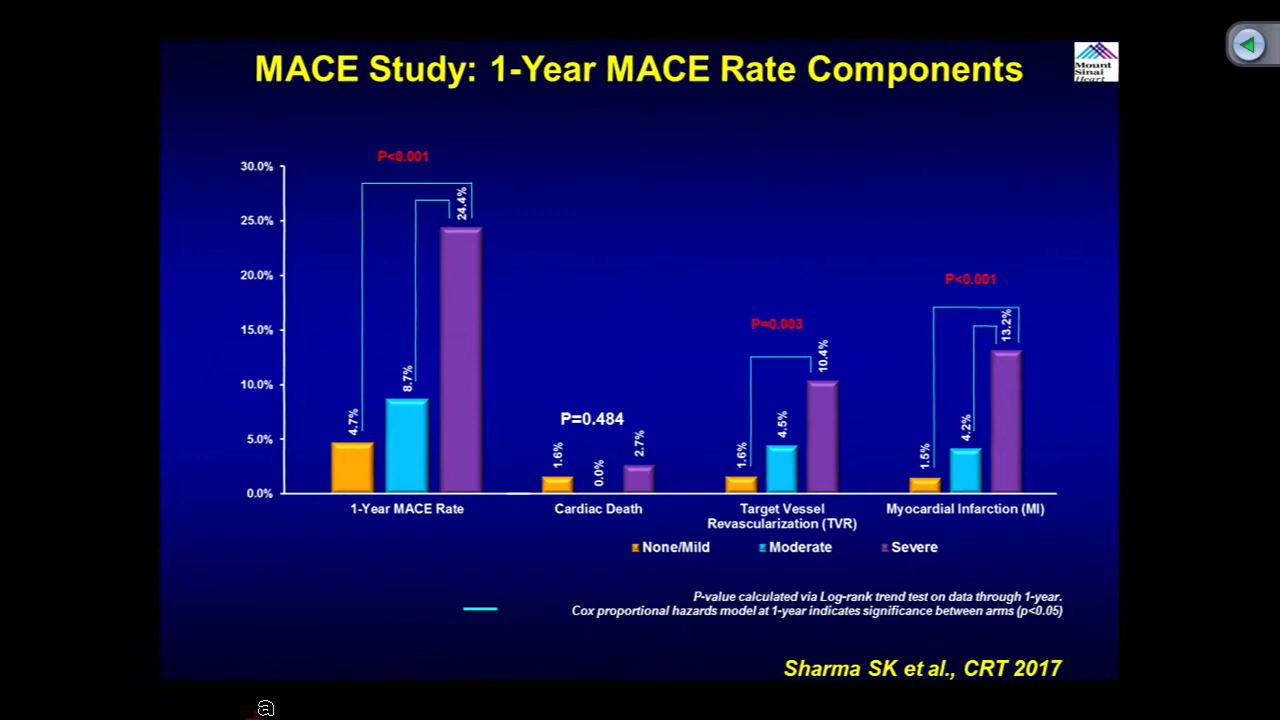 MACE Study: 1-Year MACE Rate Components
Mount
Sinai
Heart
P<0.001
30.0%
25.0%
20.0%
15.0%
10.0%
5.0%
0.0%
4.7%
8.7%
24.4%
P=0.484
1.6%
0.0%
2.7%
P=0.003
1.6%
4.5%
10.4%
P<0.001
1.5%
4.2%
13.2%
1-Year MACE Rate
Cardiac Death
Target Vessel
Revascularization (TVR)
Myocardial Infarction (MI)
None/Mild
Moderate
Severe
P-value calculated via Log-rank trend test on data through 1-year.
Cox proportional hazards model at 1-year indicates significance between arms (p<0.05)
Sharma SK et al., CRT 2017
a